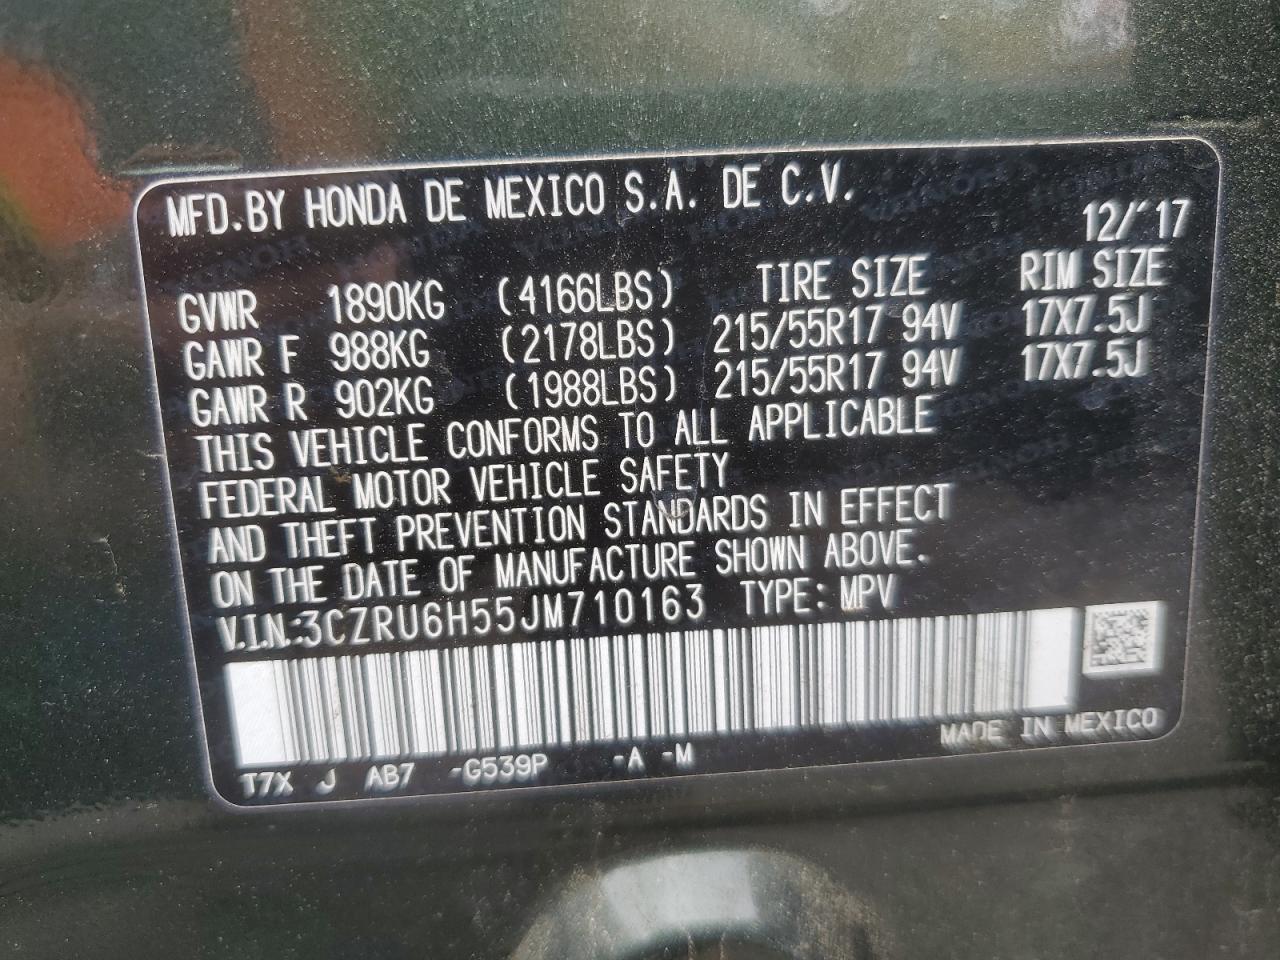 MFD. BY HONDA DE MEXICO S.A. DE C.V.
12/'17
TIRE SIZE RIM SIZE
GVWR 1890KG (4166LBS)
GAWR F 988KG (2178LBS) 215/55R17 94V 17X7.5J
GAWR R 902KG (1988LBS) 215/55R17 94V 17X7.5J
THIS VEHICLE CONFORMS TO ALL APPLICABLE
FEDERAL MOTOR VEHICLE SAFETY
AND THEFT PREVENTION STANDARDS IN EFFECT
ON THE DATE OF MANUFACTURE SHOWN ABOVE.
V.I.N.:3CZRU6H55JM710163 TYPE: MPV
MADE IN MEXICO
T7X J AB7 -G539P -A -M